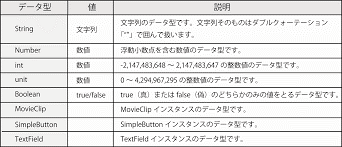 データ型 値 説明
String 文字列 文字列のデータ型です。文字列そのものはダブルクォーテーション
「""」で囲んで扱います。
Number 数値 浮動小数点を含む数値のデータ型です。
int 数値 -2,147,483,648 ~ 2,147,483,647 の整数値のデータ型です。
unit 数値 0 ~ 4,294,967,295 の整数値のデータ型です。
Boolean true/false true（真）または false（偽）のどちらかのみの値をとるデータ型です。
MovieClip MovieClip インスタンスのデータ型です。
SimpleButton SimpleButton インスタンスのデータ型です。
TextField TextField インスタンスのデータ型です。